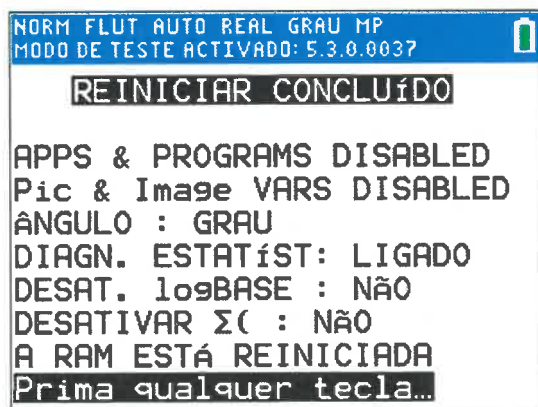 NORM FLUT AUTO REAL GRAU MP
MODO DE TESTE ACTIVADO: 5.3.0.0037
REINICIAR CONCLUíDO
APPS & PROGRAMS DISABLED
Pic & Image VARS DISABLED
ÂNGULO : GRAU
DIAGN. ESTATíST: LIGADO
DESAT. logBASE : NÃO
DESATIVAR Σ( : NÃO
A RAM ESTÁ REINICIADA
Prima qualquer tecla…